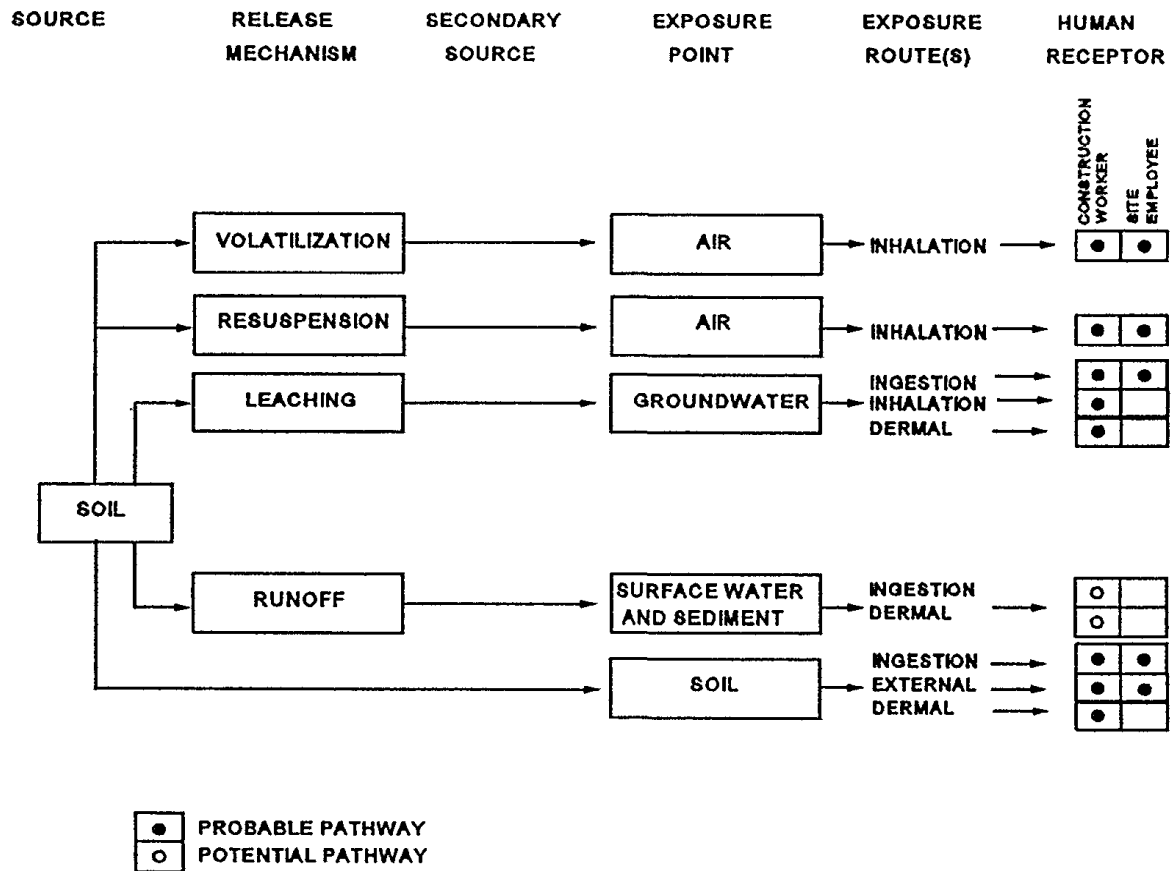 SOURCE RELEASE SECONDARY EXPOSURE EXPOSURE HUMAN
MECHANISM SOURCE POINT ROUTE(S) RECEPTOR
CONSTRUCTION
WORKER
SITE
EMPLOYEE
VOLATILIZATION AIR INHALATION
RESUSPENSION AIR INHALATION
LEACHING GROUNDWATER INGESTION
INHALATION
DERMAL
SOIL
RUNOFF SURFACE WATER INGESTION
AND SEDIMENT DERMAL
SOIL INGESTION
EXTERNAL
DERMAL
PROBABLE PATHWAY
POTENTIAL PATHWAY